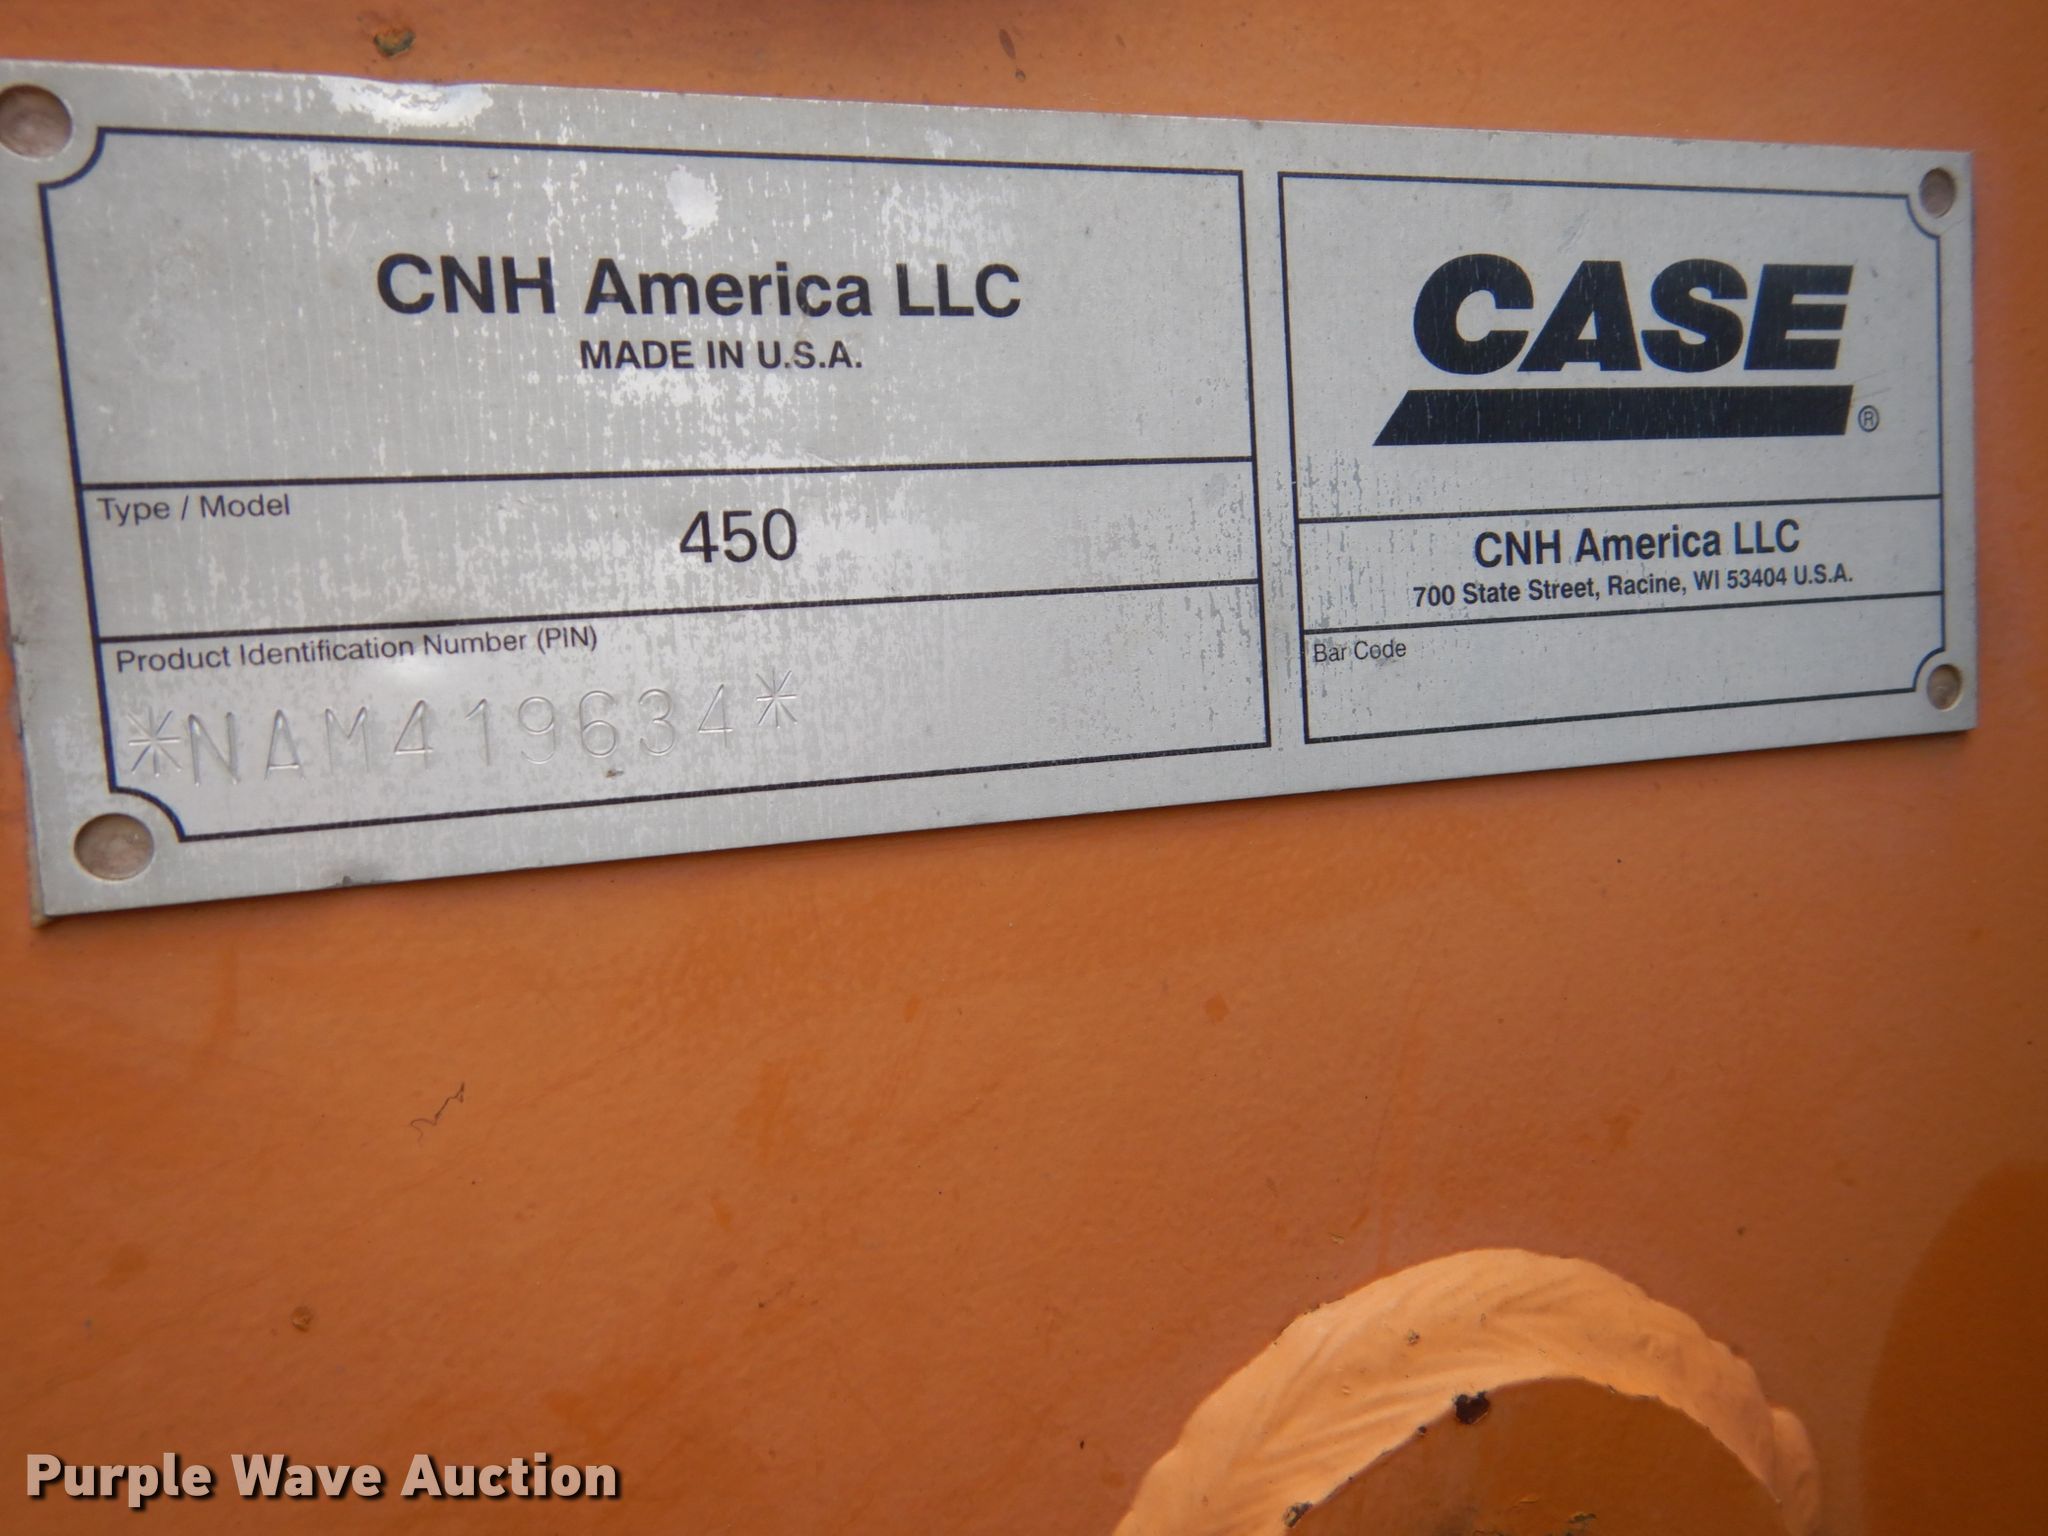 CNH America LLC
MADE IN U.S.A.
Type / Model
450
Product Identification Number (PIN)
*NAM419634*
CASE®
CNH America LLC
700 State Street, Racine, WI 53404 U.S.A.
Bar Code
Purple Wave Auction